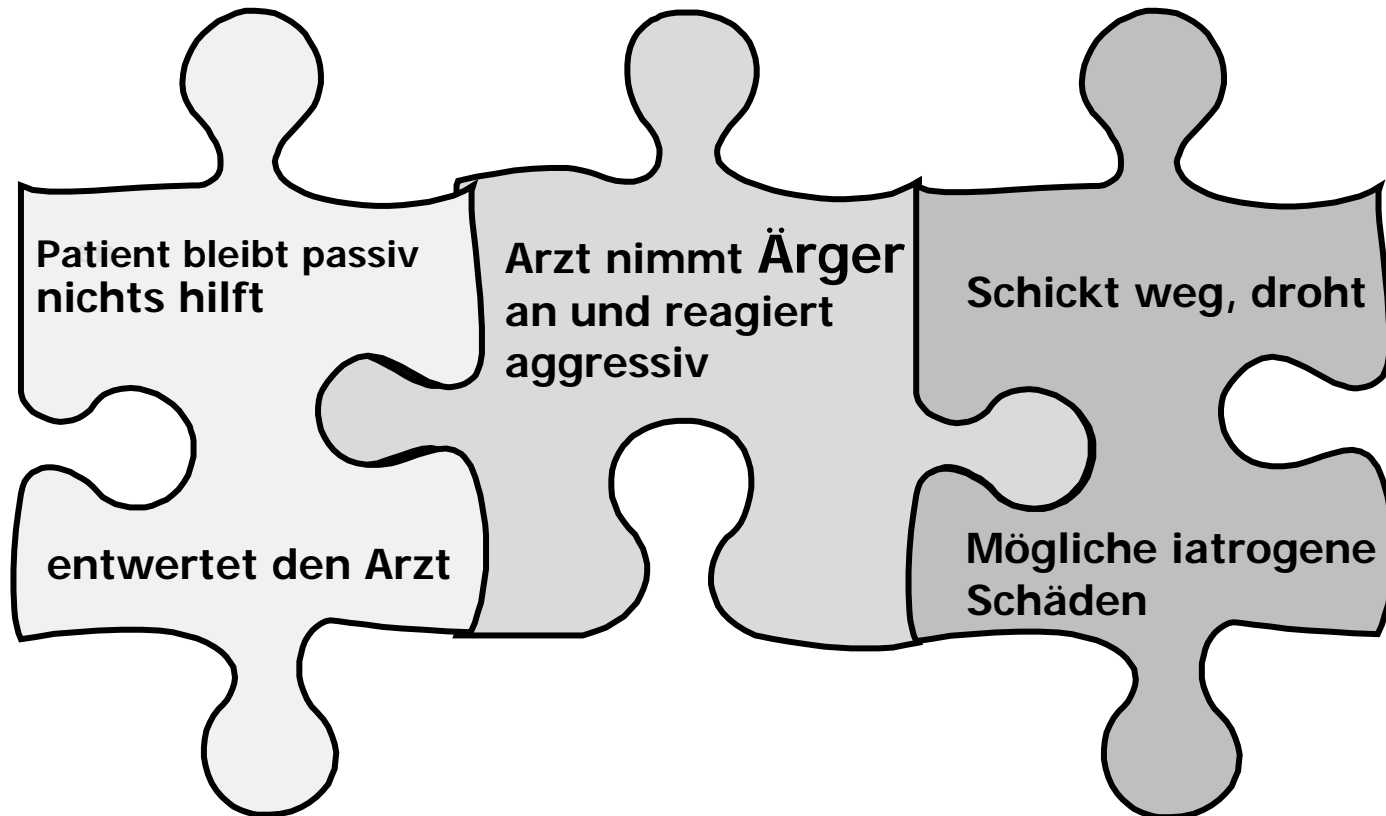 Patient bleibt passiv
nichts hilft
entwertet den Arzt
Arzt nimmt Ärger
an und reagiert
aggressiv
Schickt weg, droht
Mögliche iatrogene
Schäden